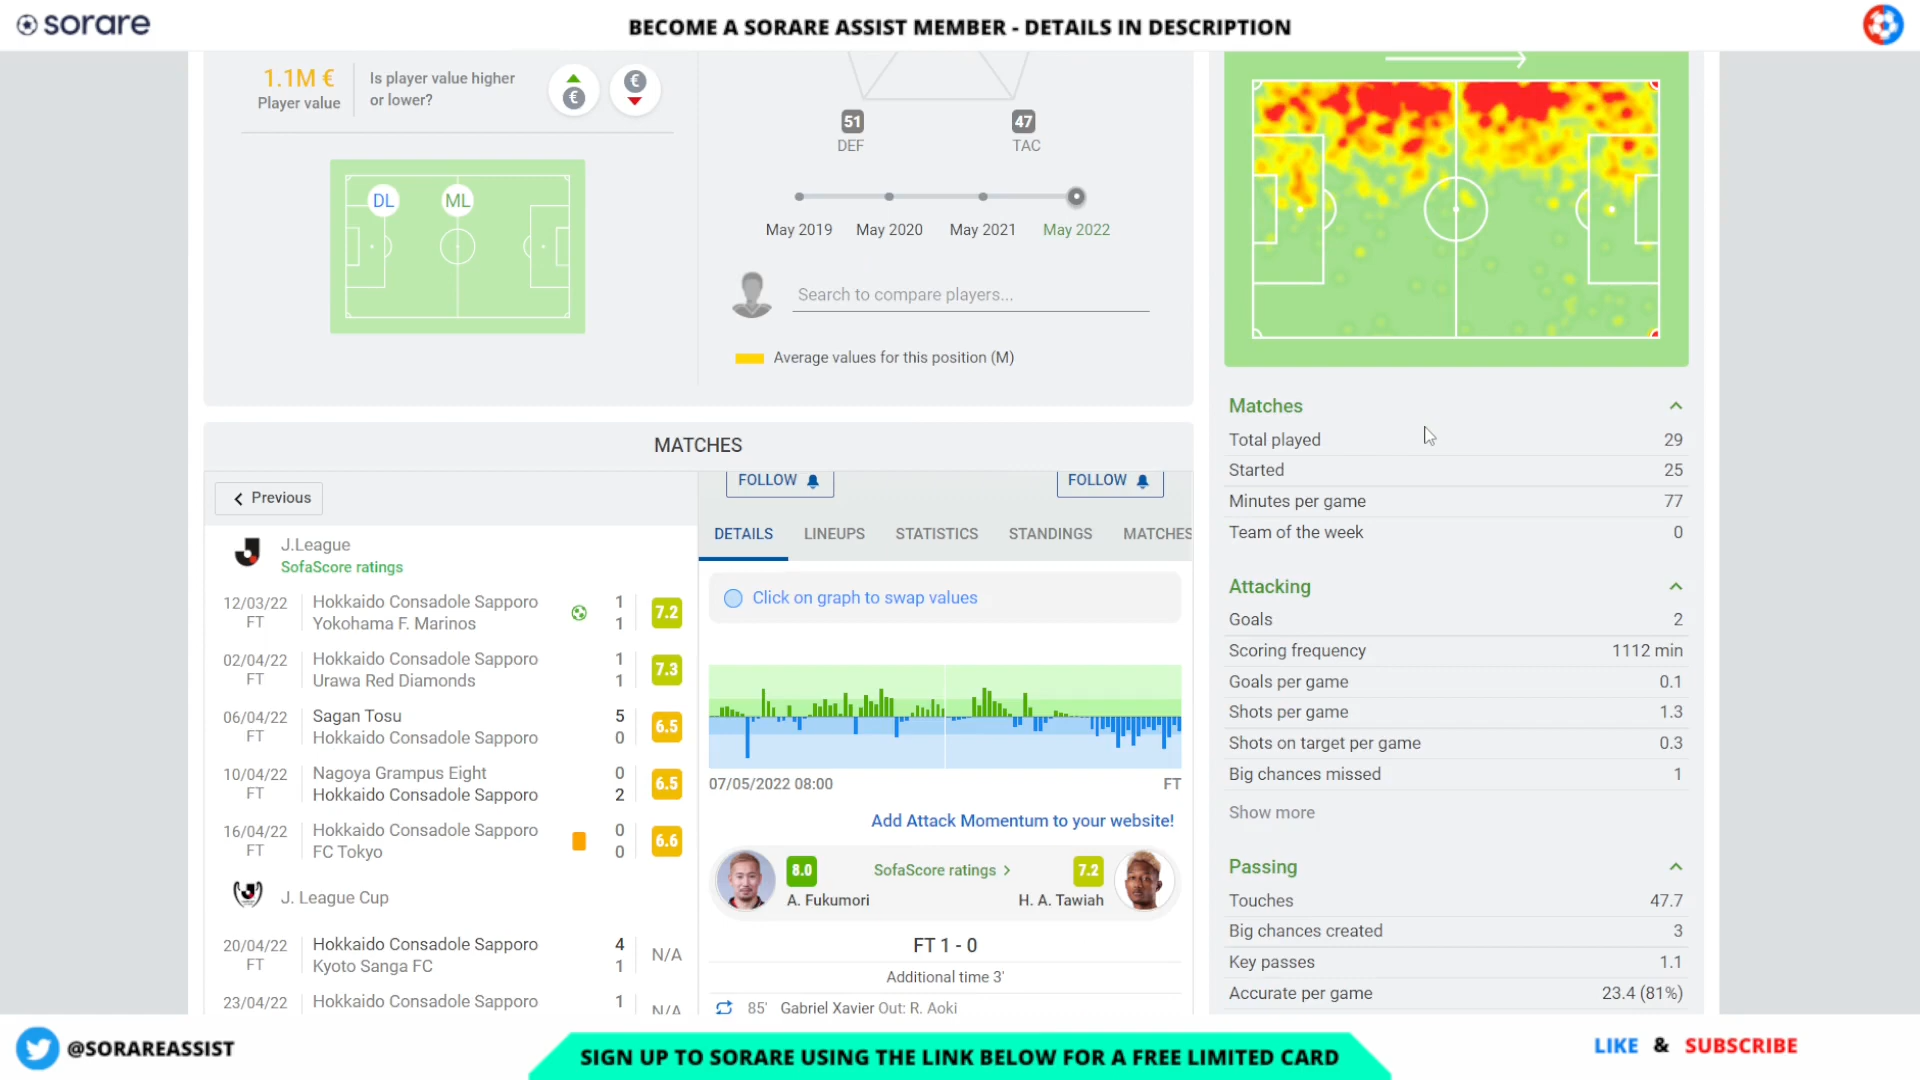 sorare
BECOME A SORARE ASSIST MEMBER - DETAILS IN DESCRIPTION
1.1M €
Player value
Is player value higher
or lower?
€
€
DL
ML
51
DEF
47
TAC
May 2019
May 2020
May 2021
May 2022
Search to compare players...
Average values for this position (M)
MATCHES
Previous
J.League
SofaScore ratings
12/03/22 Hokkaido Consadole Sapporo 1
FT Yokohama F. Marinos 1
7.2
02/04/22 Hokkaido Consadole Sapporo 1
FT Urawa Red Diamonds 1
7.3
06/04/22 Sagan Tosu 5
FT Hokkaido Consadole Sapporo 0
6.5
10/04/22 Nagoya Grampus Eight 0
FT Hokkaido Consadole Sapporo 2
6.5
16/04/22 Hokkaido Consadole Sapporo 0
FT FC Tokyo 0
6.6
J. League Cup
20/04/22 Hokkaido Consadole Sapporo 4
FT Kyoto Sanga FC 1
N/A
23/04/22 Hokkaido Consadole Sapporo 1
N/A
FOLLOW
FOLLOW
DETAILS LINEUPS STATISTICS STANDINGS MATCHES
Click on graph to swap values
07/05/2022 08:00 FT
Add Attack Momentum to your website!
8.0
A. Fukumori
SofaScore ratings >
7.2
H. A. Tawiah
FT 1 - 0
Additional time 3'
85' Gabriel Xavier Out: R. Aoki
Matches
Total played 29
Started 25
Minutes per game 77
Team of the week 0
Attacking
Goals 2
Scoring frequency 1112 min
Goals per game 0.1
Shots per game 1.3
Shots on target per game 0.3
Big chances missed 1
Show more
Passing
Touches 47.7
Big chances created 3
Key passes 1.1
Accurate per game 23.4 (81%)
@SORAREASSIST
SIGN UP TO SORARE USING THE LINK BELOW FOR A FREE LIMITED CARD
LIKE & SUBSCRIBE